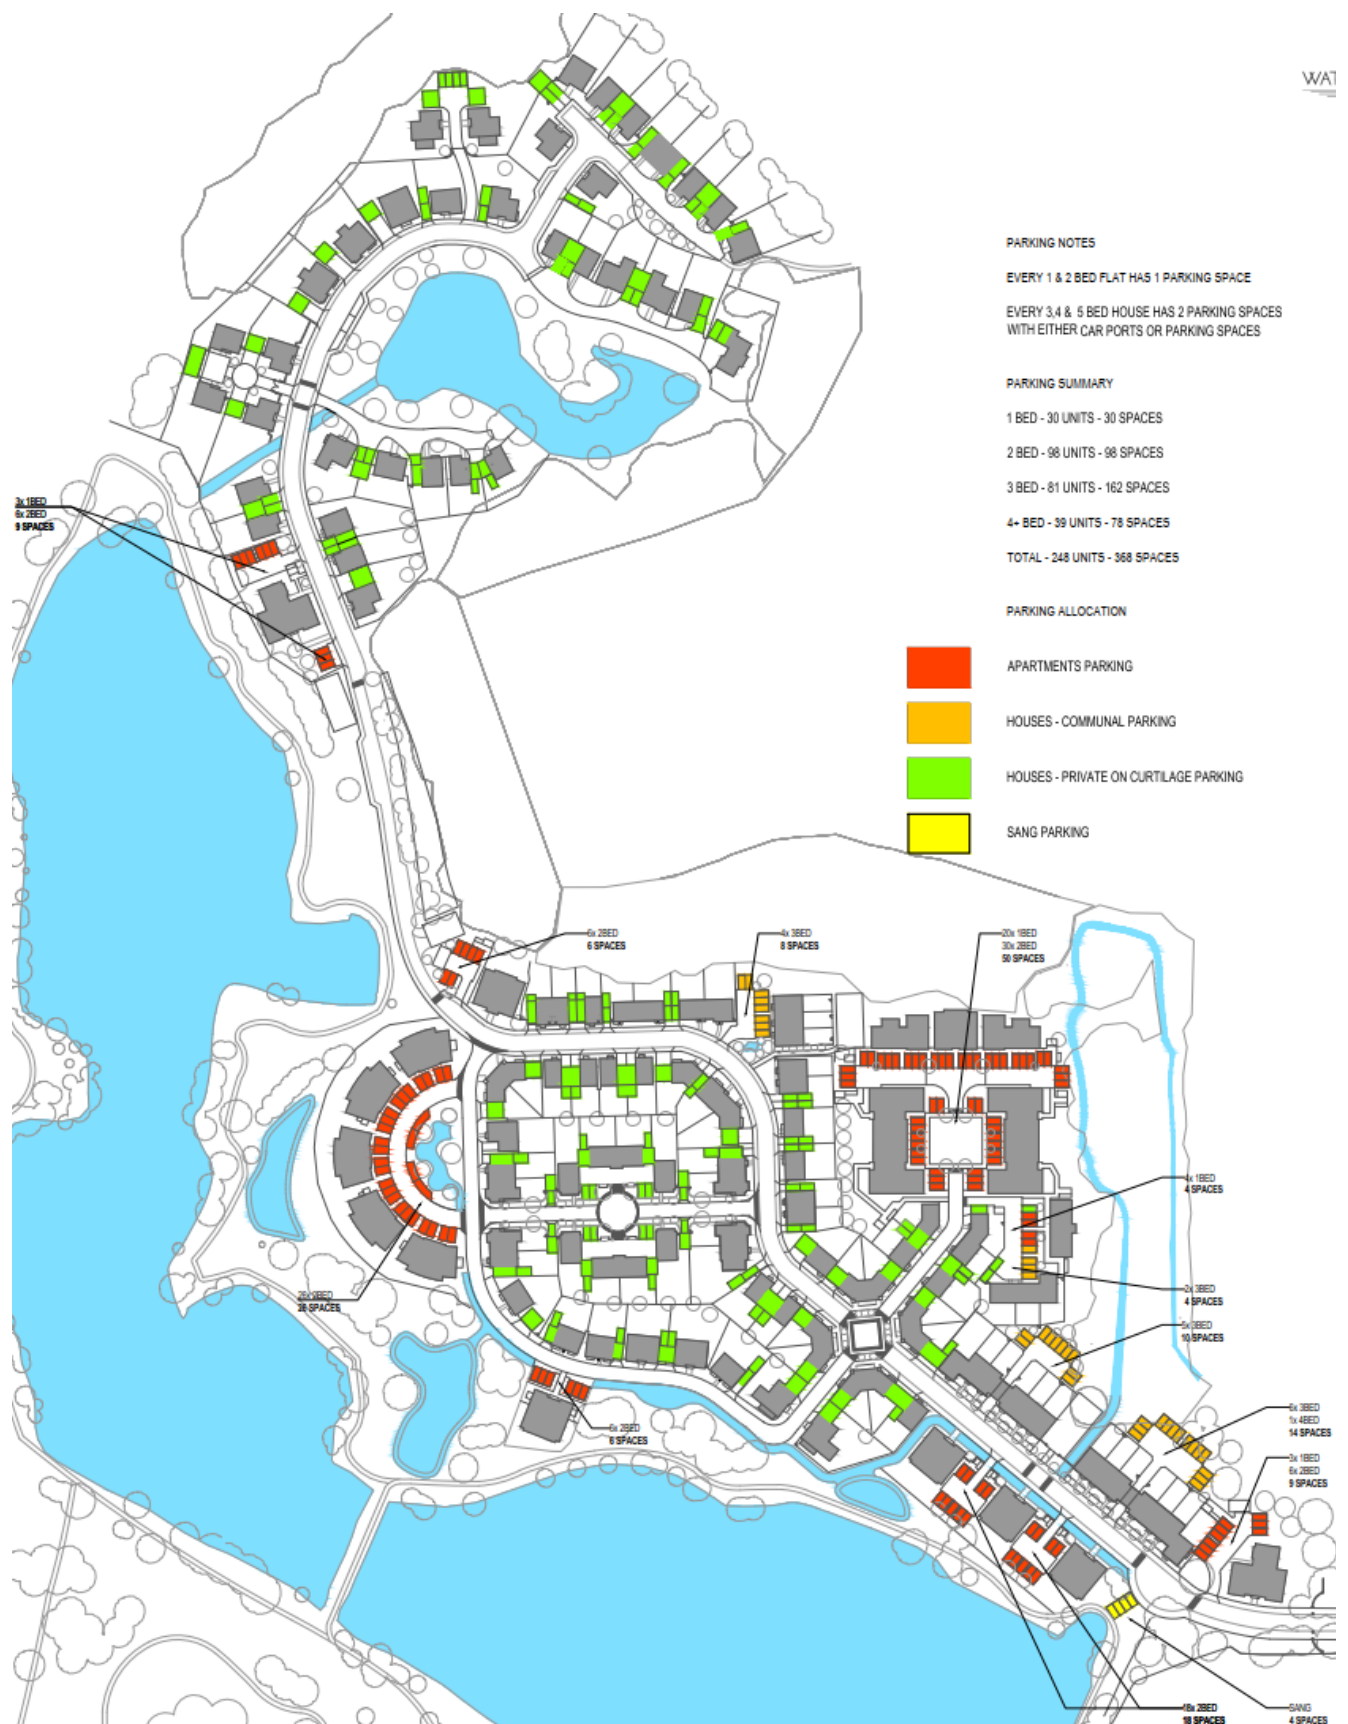 WAT
PARKING NOTES
EVERY 1 & 2 BED FLAT HAS 1 PARKING SPACE
EVERY 3,4 & 5 BED HOUSE HAS 2 PARKING SPACES
WITH EITHER CAR PORTS OR PARKING SPACES
PARKING SUMMARY
1 BED - 30 UNITS - 30 SPACES
2 BED - 98 UNITS - 98 SPACES
3 BED - 81 UNITS - 162 SPACES
4+ BED - 39 UNITS - 78 SPACES
TOTAL - 248 UNITS - 368 SPACES
PARKING ALLOCATION
APARTMENTS PARKING
HOUSES - COMMUNAL PARKING
HOUSES - PRIVATE ON CURTILAGE PARKING
SANG PARKING
3x 1BED
6x 2BED
9 SPACES
6x 2BED
6 SPACES
4x 3BED
8 SPACES
20x 1BED
30x 2BED
50 SPACES
4x 1BED
4 SPACES
2x 3BED
4 SPACES
5x 3BED
10 SPACES
6x 3BED
1x 4BED
14 SPACES
3x 1BED
6x 2BED
9 SPACES
SPACES
6x 2BED
6 SPACES
18x 2BED
18 SPACES
SANG
4 SPACES